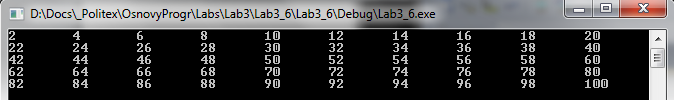 D:\Docs\_Politex\OsnovyProgr\Labs\Lab3\Lab3_6\Lab3_6\Debug\Lab3_6.exe
2 4 6 8 10 12 14 16 18 20
22 24 26 28 30 32 34 36 38 40
42 44 46 48 50 52 54 56 58 60
62 64 66 68 70 72 74 76 78 80
82 84 86 88 90 92 94 96 98 100